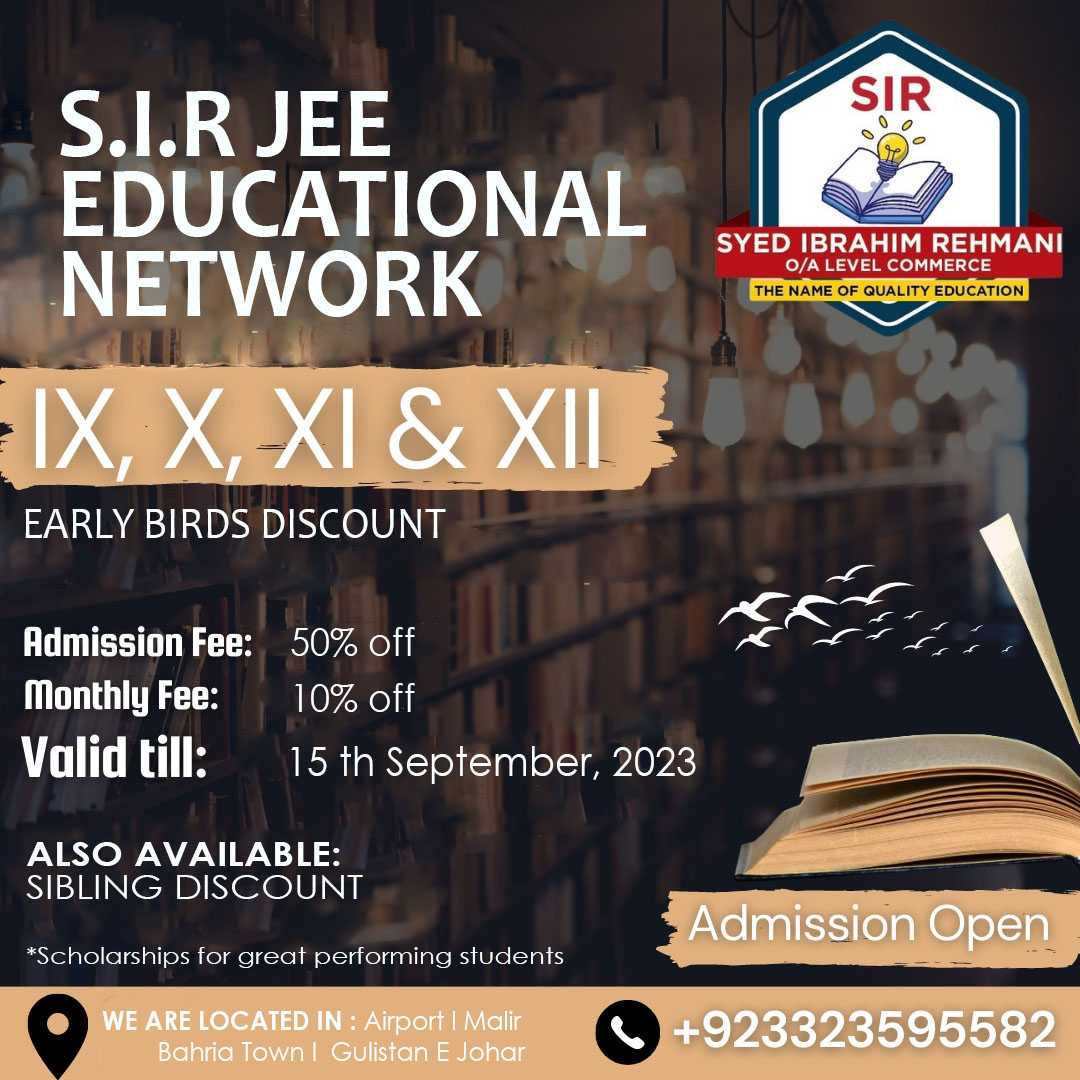 S.I.R JEE
EDUCATIONAL
NETWORK
SIR
SYED IBRAHIM REHMANI
O/A LEVEL COMMERCE
THE NAME OF QUALITY EDUCATION
IX, X, XI & XII
EARLY BIRDS DISCOUNT
Admission Fee: 50% off
Monthly Fee: 10% off
Valid till: 15 th September, 2023
ALSO AVAILABLE:
SIBLING DISCOUNT
*Scholarships for great performing students
Admission Open
WE ARE LOCATED IN : Airport l Malir
Bahria Town l Gulistan E Johar
+923323595582